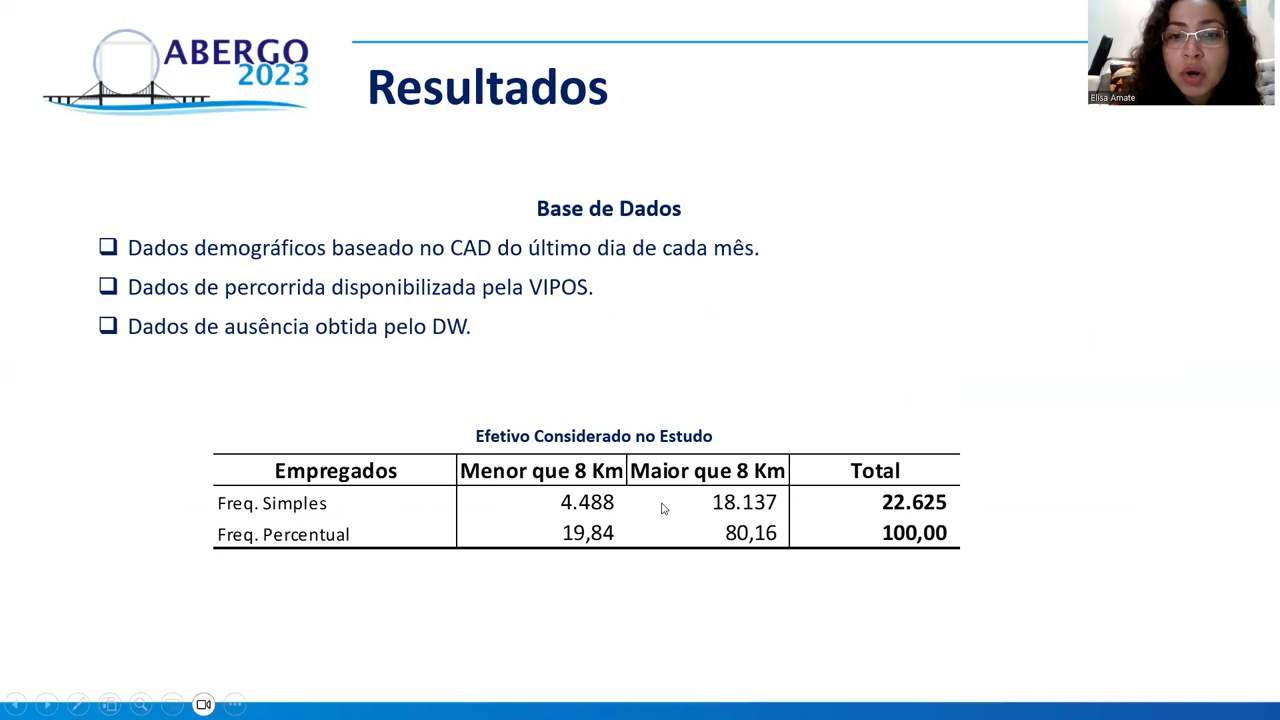 ABERGO
2023
Resultados
Elisa Amate
Base de Dados
Dados demográficos baseado no CAD do último dia de cada mês.
Dados de percorrida disponibilizada pela VIPOS.
Dados de ausência obtida pelo DW.
Efetivo Considerado no Estudo
Empregados Menor que 8 Km Maior que 8 Km Total
Freq. Simples 4.488 18.137 22.625
Freq. Percentual 19,84 80,16 100,00